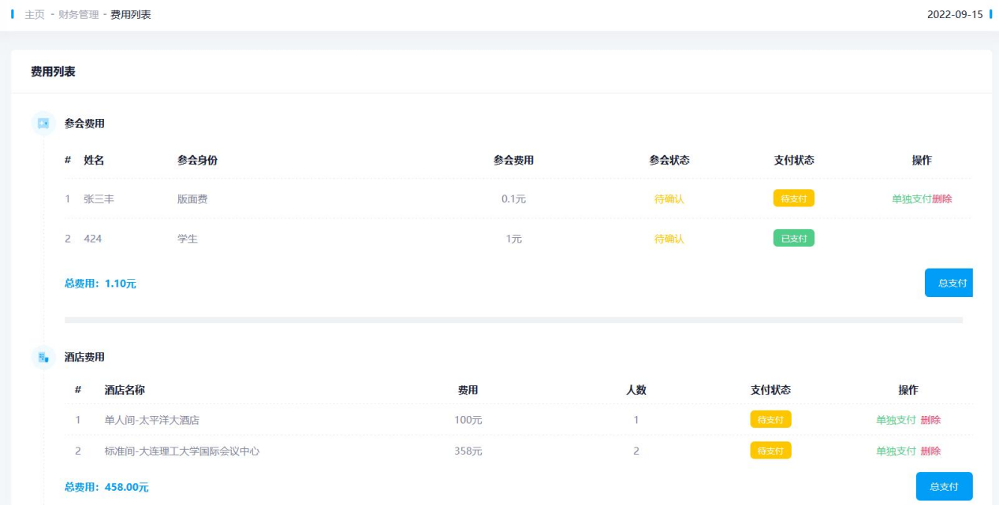 主页 - 财务管理 - 费用列表 2022-09-15
费用列表
参会费用
# 姓名 参会身份 参会费用 参会状态 支付状态 操作
1 张三丰 版面费 0.1元 待确认 待支付 单独支付删除
2 424 学生 1元 待确认 已支付
总费用：1.10元 总支付
酒店费用
# 酒店名称 费用 人数 支付状态 操作
1 单人间-太平洋大酒店 100元 1 待支付 单独支付 删除
2 标准间-大连理工大学国际会议中心 358元 2 待支付 单独支付 删除
总费用：458.00元 总支付